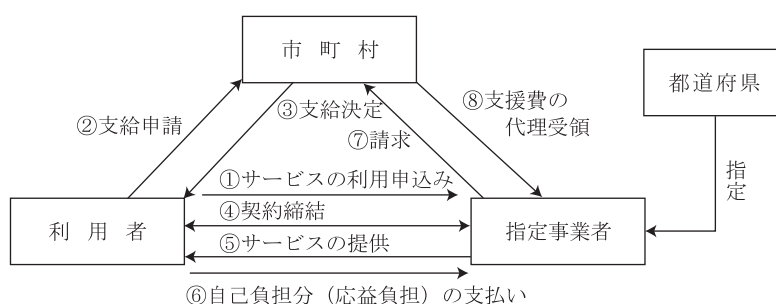 市 町 村
都道府県
②支給申請
③支給決定
⑦請求
⑧支援費の
代理受領
指定
①サービスの利用申込み
利 用 者
④契約締結
指定事業者
⑤サービスの提供
⑥自己負担分(応益負担)の支払い